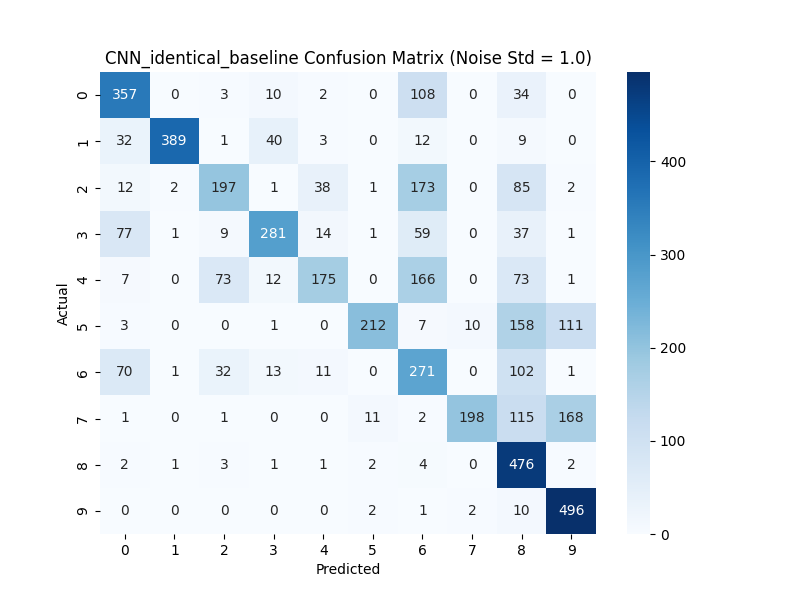 CNN_identical_baseline Confusion Matrix (Noise Std = 1.0)
0 357 0 3 10 2 0 108 0 34 0
1 32 389 1 40 3 0 12 0 9 0
2 12 2 197 1 38 1 173 0 85 2
3 77 1 9 281 14 1 59 0 37 1
4 7 0 73 12 175 0 166 0 73 1
5 3 0 0 1 0 212 7 10 158 111
6 70 1 32 13 11 0 271 0 102 1
7 1 0 1 0 0 11 2 198 115 168
8 2 1 3 1 1 2 4 0 476 2
9 0 0 0 0 0 2 1 2 10 496
0 1 2 3 4 5 6 7 8 9
Predicted
Actual
400
300
200
100
0